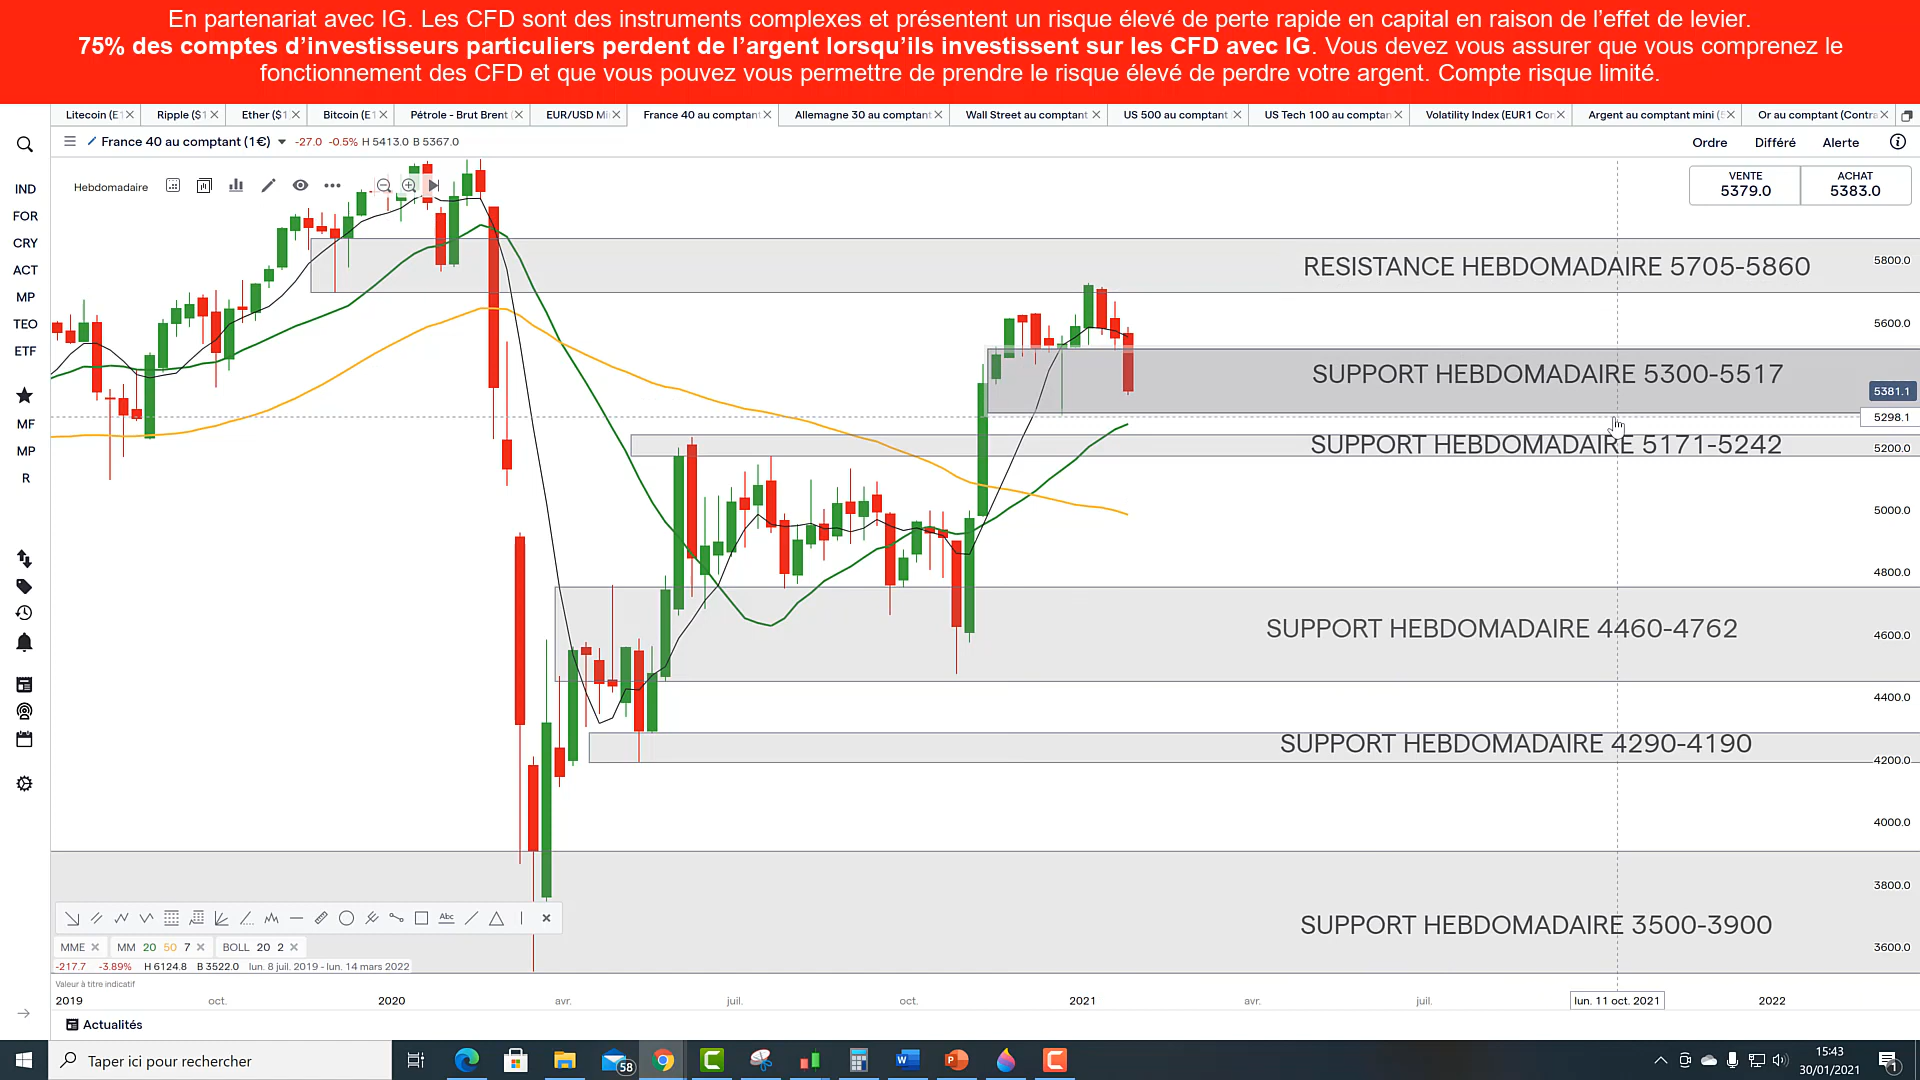 En partenariat avec IG. Les CFD sont des instruments complexes et présentent un risque élevé de perte rapide en capital en raison de l'effet de levier.
75% des comptes d'investisseurs particuliers perdent de l'argent lorsqu'ils investissent sur les CFD avec IG. Vous devez vous assurer que vous comprenez le
fonctionnement des CFD et que vous pouvez vous permettre de prendre le risque élevé de perdre votre argent. Compte risque limité.
Litecoin (E Ripple ($1 Ether ($1 Bitcoin (E1 Pétrole - Brut Brent EUR/USD Mi France 40 au comptant Allemagne 30 au comptant Wall Street au comptant US 500 au comptant US Tech 100 au comptan Volatility Index (EUR1 Con Argent au comptant mini ( Or au comptant (Contra
France 40 au comptant (1€) -27.0 -0.5% H 5413.0 B 5367.0 Ordre Différé Alerte
Hebdomadaire
VENTE ACHAT
5379.0 5383.0
IND
FOR
CRY
ACT
MP
TEO
ETF
MF
MP
R
RESISTANCE HEBDOMADAIRE 5705-5860
SUPPORT HEBDOMADAIRE 5300-5517
SUPPORT HEBDOMADAIRE 5171-5242
SUPPORT HEBDOMADAIRE 4460-4762
SUPPORT HEBDOMADAIRE 4290-4190
SUPPORT HEBDOMADAIRE 3500-3900
5800.0
5600.0
5381.1
5298.1
5200.0
5000.0
4800.0
4600.0
4400.0
4200.0
4000.0
3800.0
3600.0
Abc
MME MM 20 50 7 BOLL 20 2
-217.7 -3.89% H 6124.8 B 3522.0 lun. 8 juil. 2019 - lun. 14 mars 2022
Valeur à titre indicatif
2019 oct. 2020 avr. juil. oct. 2021 avr. juil. lun. 11 oct. 2021 2022
Actualités
Taper ici pour rechercher
58
15:43
30/01/2021
1